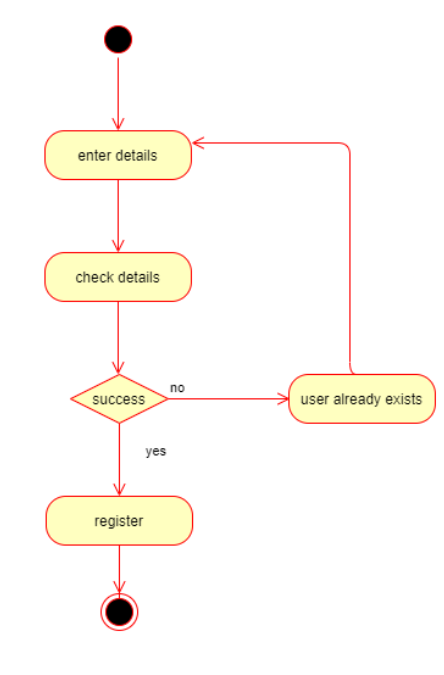 enter details
check details
success
no
user already exists
yes
register